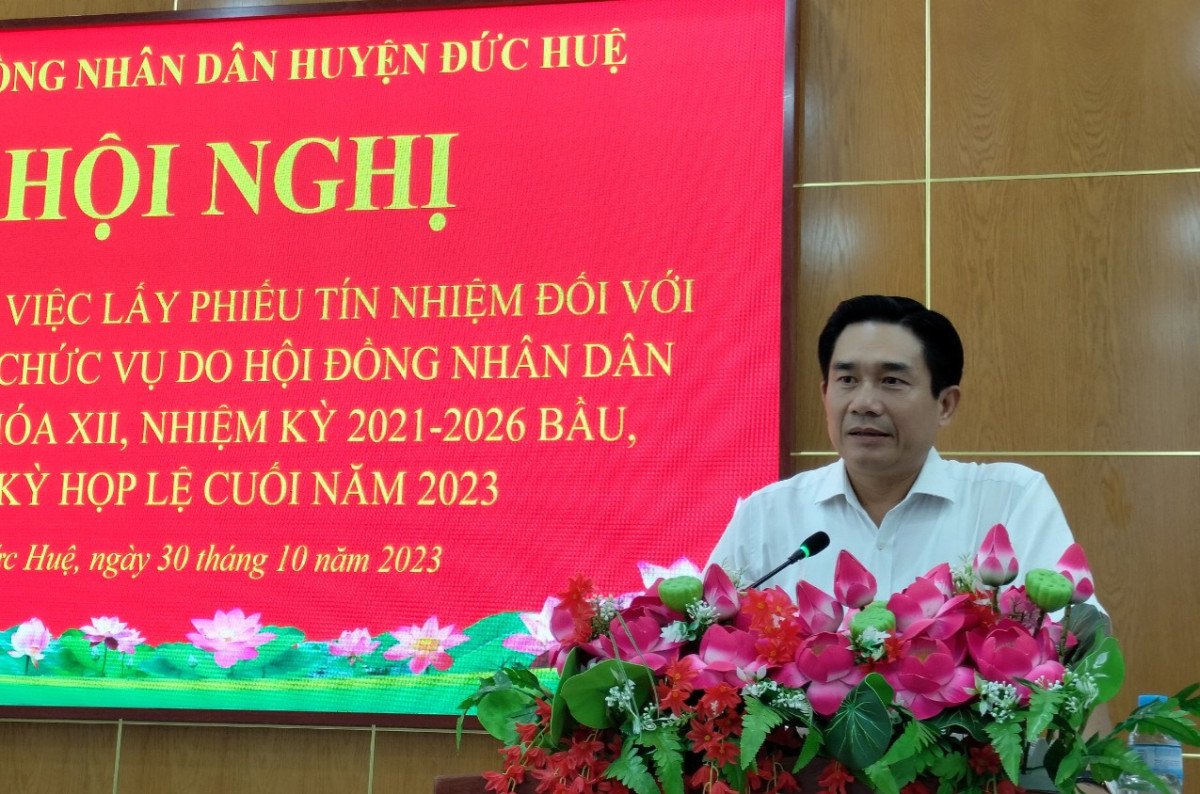 ỒNG NHÂN DÂN HUYỆN ĐỨC HUỆ
HỘI NGHỊ
VIỆC LẤY PHIẾU TÍN NHIỆM ĐỐI VỚI
CHỨC VỤ DO HỘI ĐỒNG NHÂN DÂN
HÓA XII, NHIỆM KỲ 2021-2026 BẦU,
KỲ HỌP LỆ CUỐI NĂM 2023
ức Huệ, ngày 30 tháng 10 năm 2023